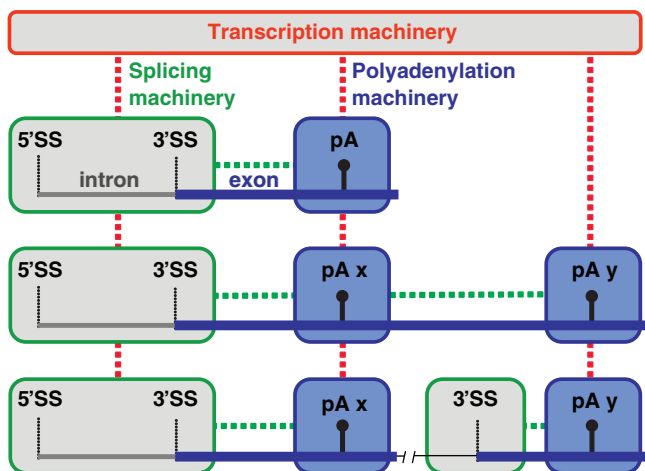 Transcription machinery
Splicing
machinery
Polyadenylation
machinery
5'SS 3'SS pA
intron exon
5'SS 3'SS pA x pA y
5'SS 3'SS pA x 3'SS pA y